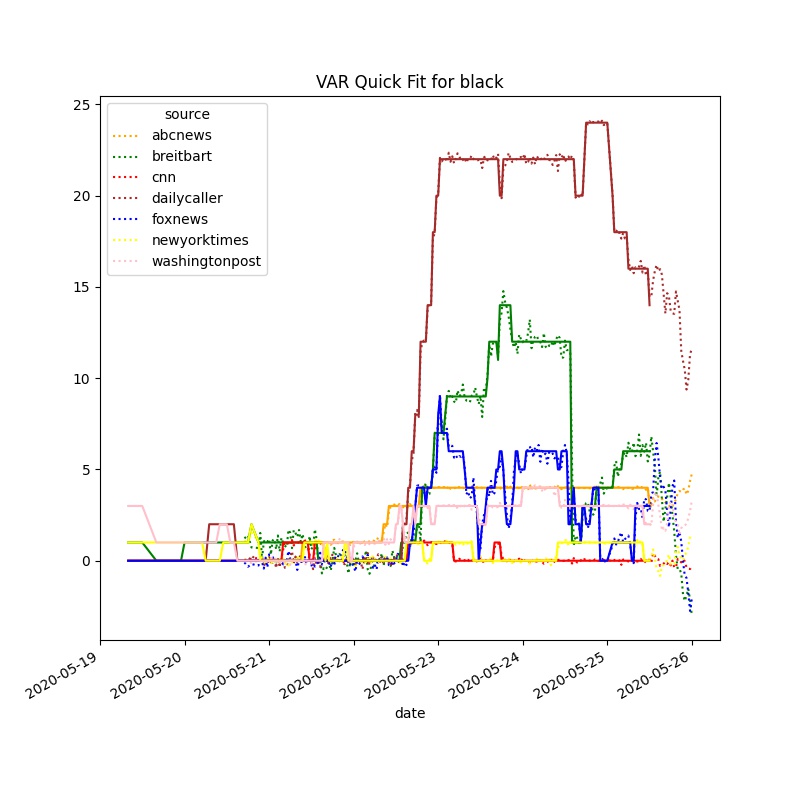 VAR Quick Fit for black
25
20
15
10
5
0
source
abcnews
breitbart
cnn
dailycaller
foxnews
newyorktimes
washingtonpost
2020-05-19
2020-05-20
2020-05-21
2020-05-22
2020-05-23
2020-05-24
2020-05-25
2020-05-26
date